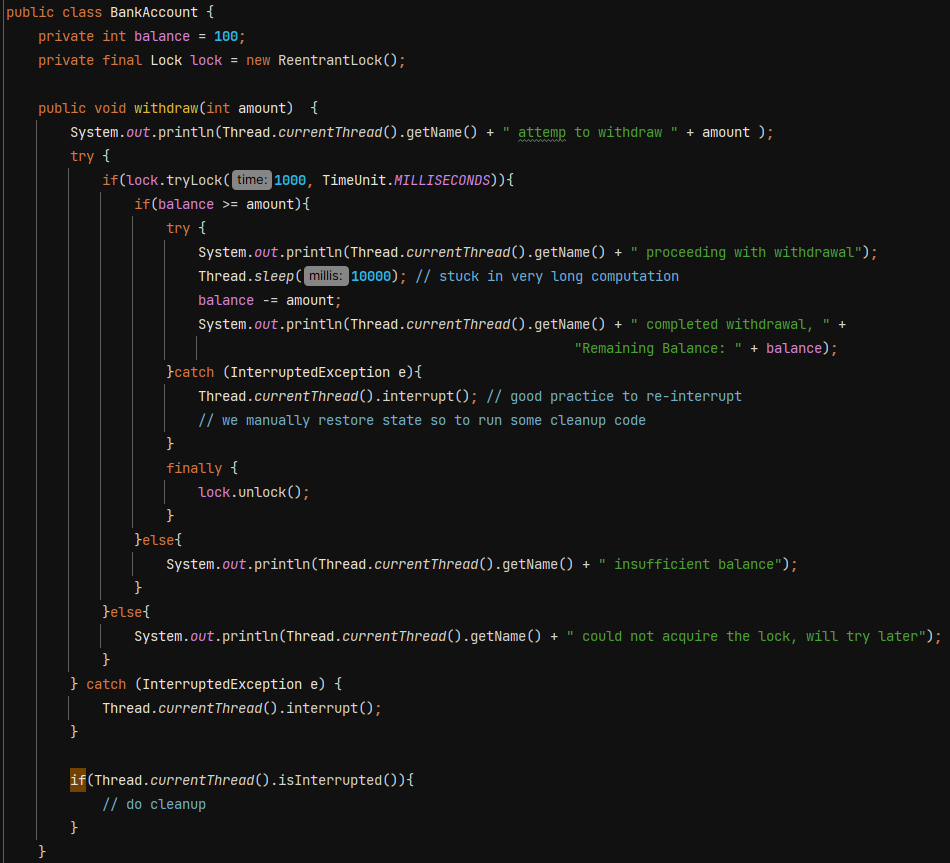 public class BankAccount {
    private int balance = 100;
    private final Lock lock = new ReentrantLock();

    public void withdraw(int amount)  {
        System.out.println(Thread.currentThread().getName() + " attemp to withdraw " + amount );
        try {
            if(lock.tryLock( time: 1000, TimeUnit.MILLISECONDS)){
                if(balance >= amount){
                    try {
                        System.out.println(Thread.currentThread().getName() + " proceeding with withdrawal");
                        Thread.sleep( millis: 10000); // stuck in very long computation
                        balance -= amount;
                        System.out.println(Thread.currentThread().getName() + " completed withdrawal, " +
                                                                       "Remaining Balance: " + balance);
                    }catch (InterruptedException e){
                        Thread.currentThread().interrupt(); // good practice to re-interrupt
                        // we manually restore state so to run some cleanup code
                    }
                    finally {
                        lock.unlock();
                    }
                }else{
                    System.out.println(Thread.currentThread().getName() + " insufficient balance");
                }
            }else{
                System.out.println(Thread.currentThread().getName() + " could not acquire the lock, will try later");
            }
        } catch (InterruptedException e) {
            Thread.currentThread().interrupt();
        }

        if(Thread.currentThread().isInterrupted()){
            // do cleanup
        }
    }